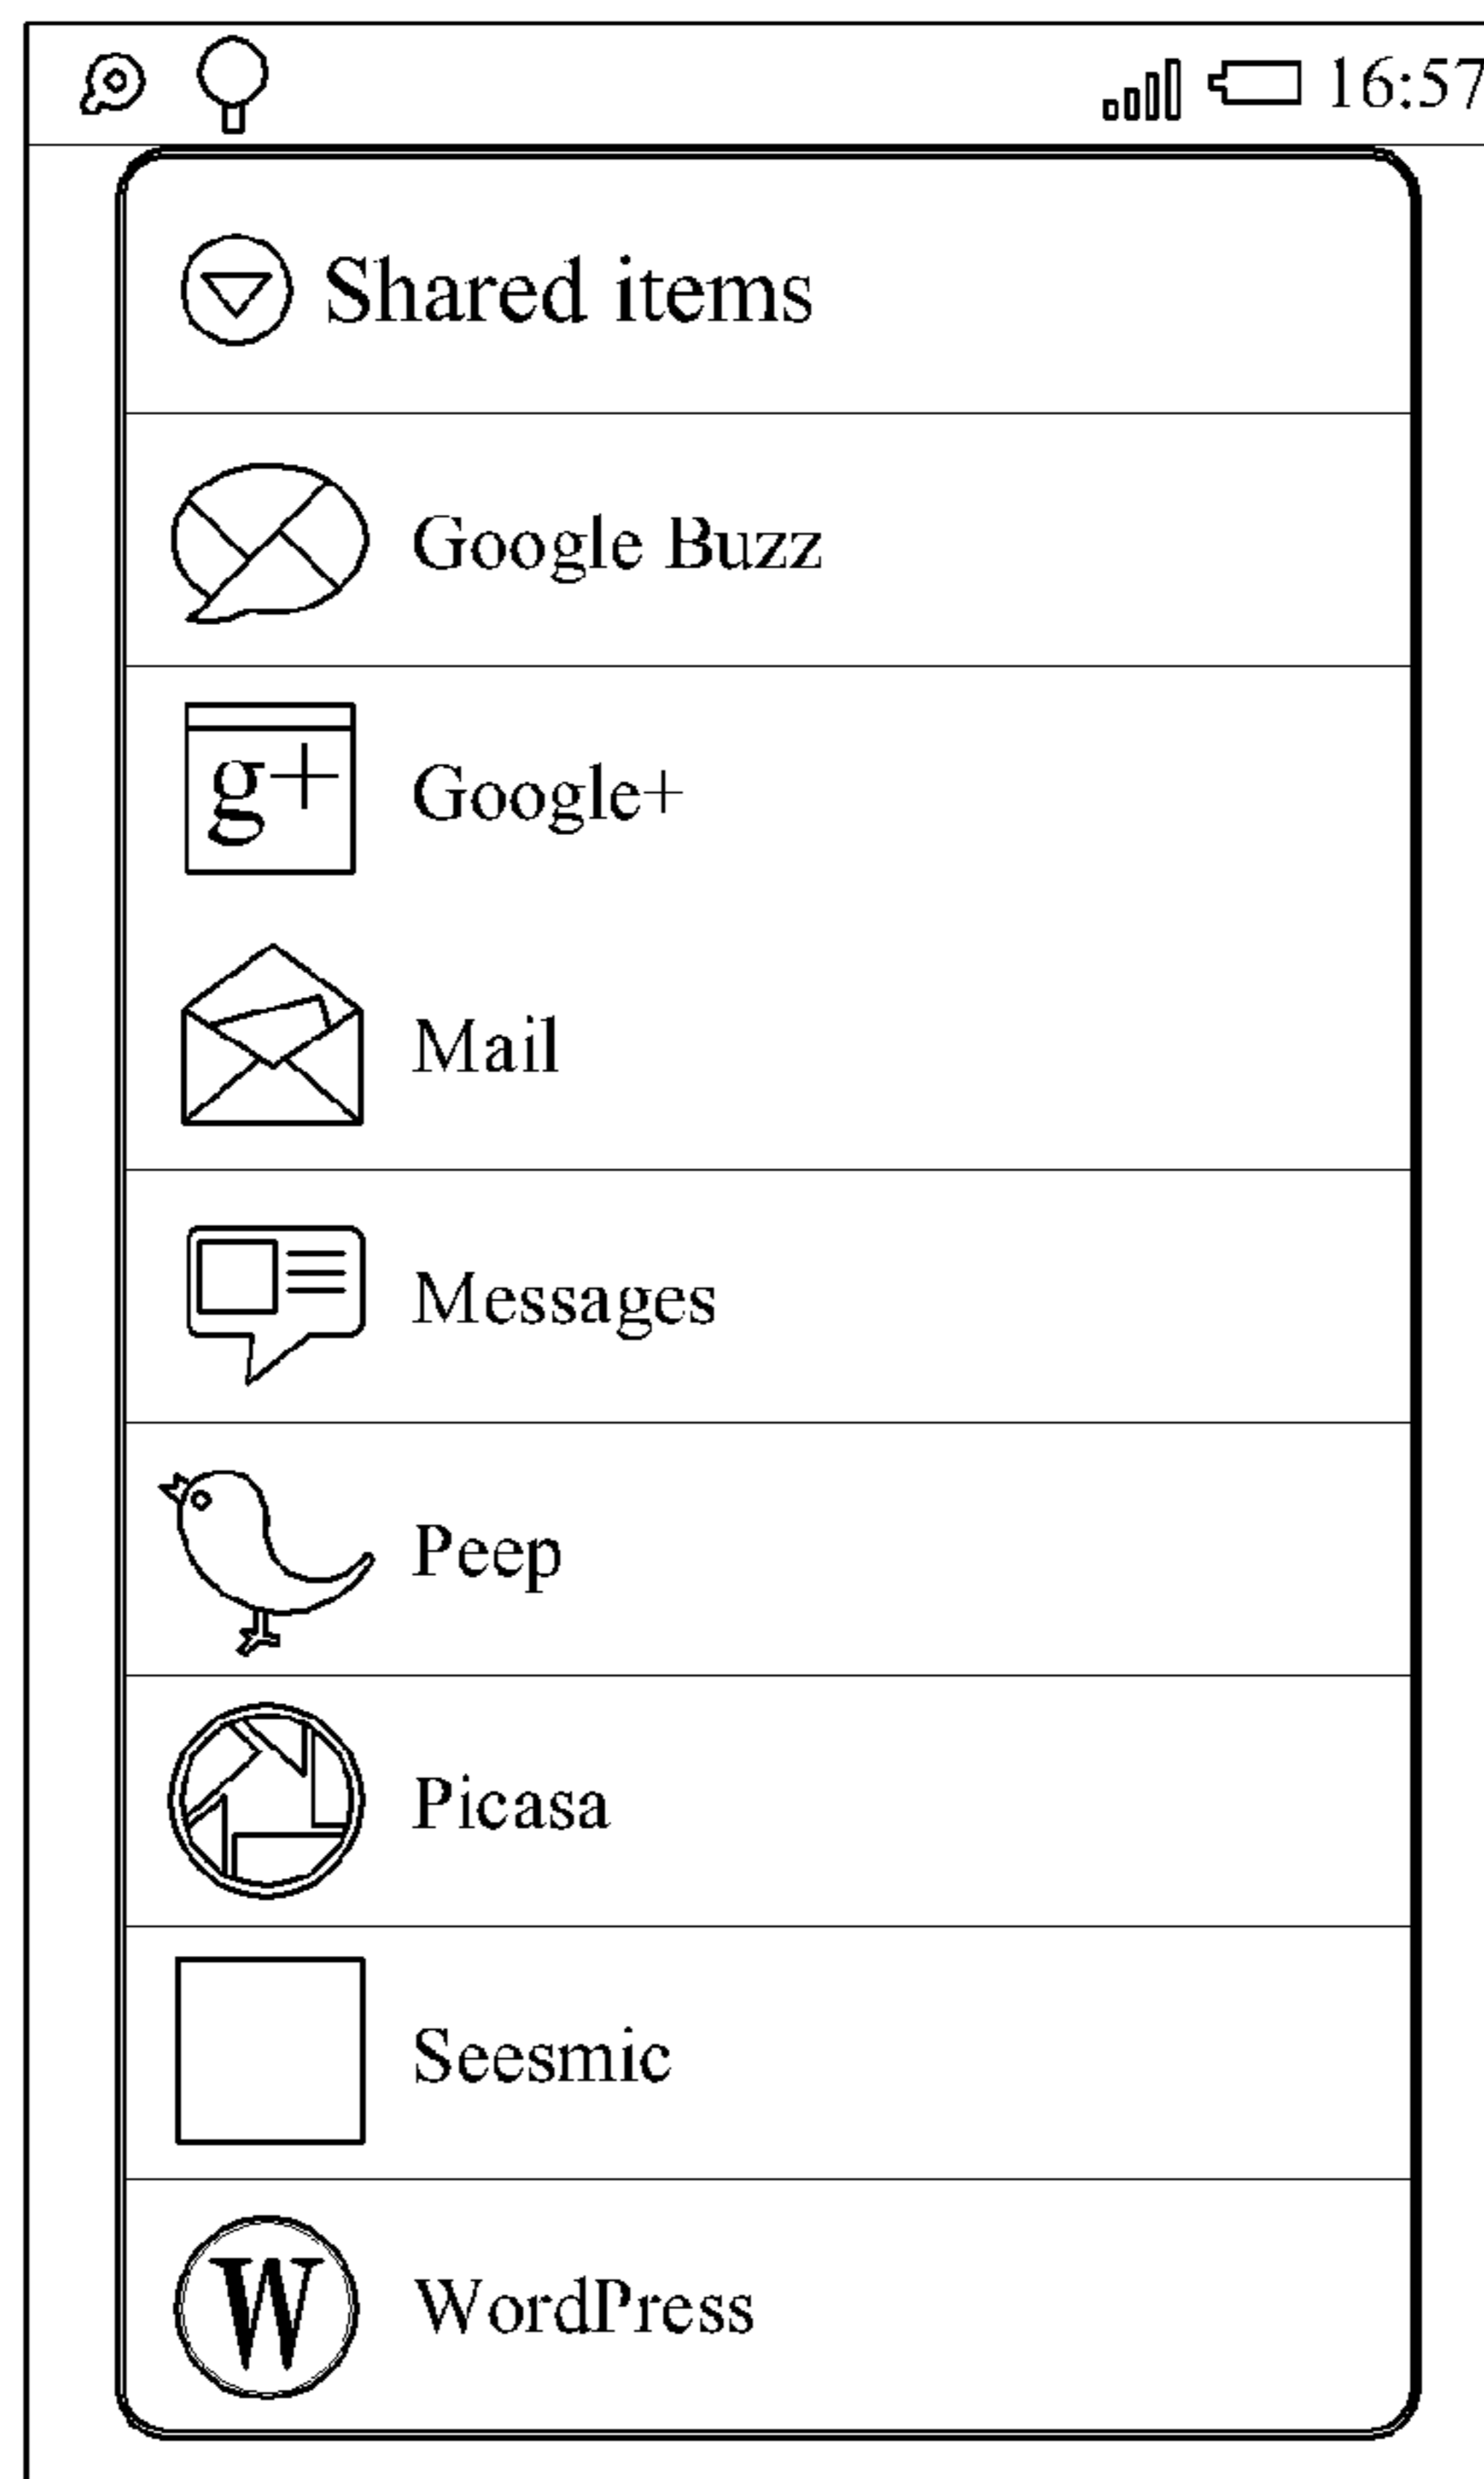 16:57
Shared items
Google Buzz
g+
Google+
Mail
Messages
Peep
Picasa
Seesmic
W
WordPress